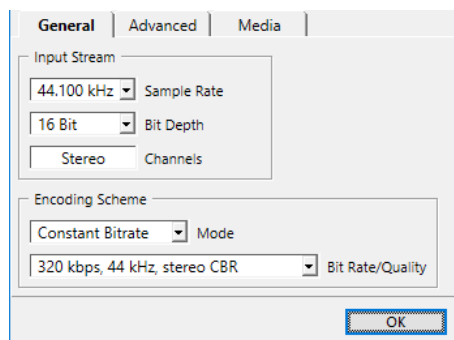 General Advanced Media
Input Stream
44.100 kHz Sample Rate
16 Bit Bit Depth
Stereo Channels
Encoding Scheme
Constant Bitrate Mode
320 kbps, 44 kHz, stereo CBR Bit Rate/Quality
OK